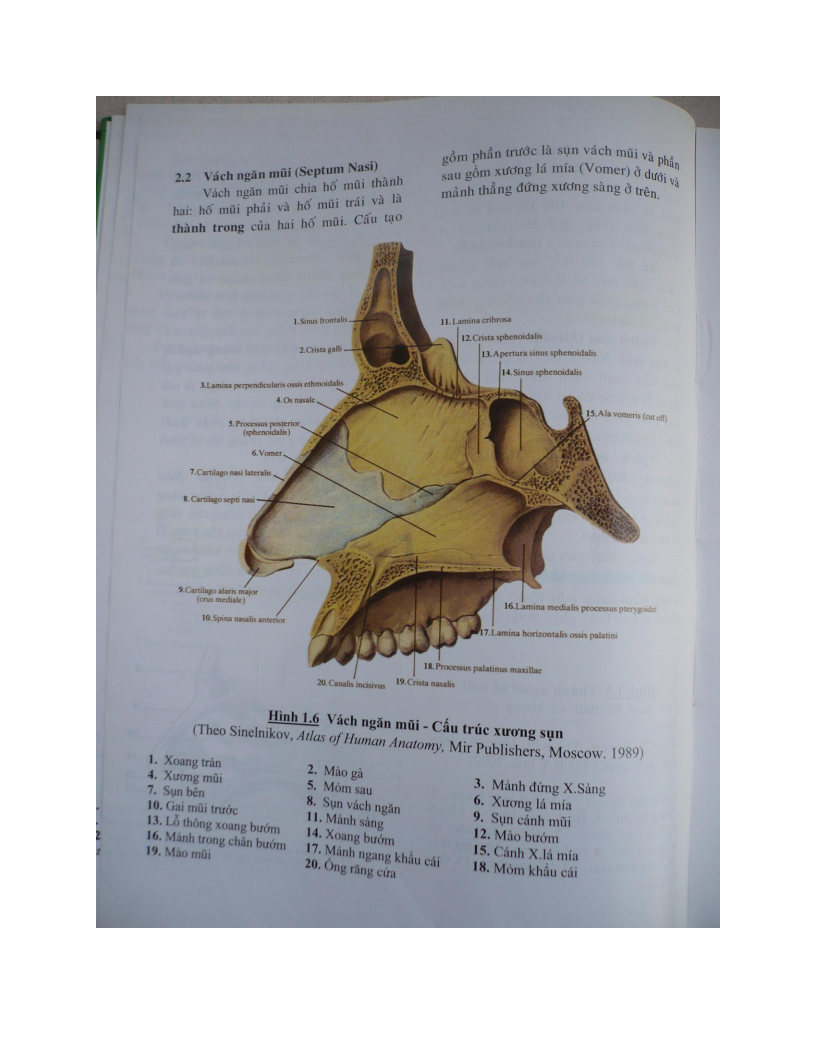 2.2 Vách ngăn mũi (Septum Nasi)
Vách ngăn mũi chia hố mũi thành
hai: hố mũi phải và hố mũi trái và là
thành trong của hai hố mũi. Cấu tạo
gồm phần trước là sụn vách mũi và phần
sau gồm xương lá mía (Vomer) ở dưới và
mảnh thẳng đứng xương sàng ở trên.
1.Sinus frontalis
2.Crista galli
3.Lamina perpendicularis ossis ethmoidalis
4.Os nasale
5.Processus posterior
(sphenoidalis)
6.Vomer
7.Cartilago nasi lateralis
8.Cartilago septi nasi
9.Cartilago alaris major
(crus mediale)
10.Spina nasalis anterior
11.Lamina cribrosa
12.Crista sphenoidalis
13.Apertura sinus sphenoidalis
14.Sinus sphenoidalis
15.Ala vomeris (cut off)
16.Lamina medialis processus pterygoidei
17.Lamina horizontalis ossis palatini
18.Processus palatinus maxillae
19.Crista nasalis
20.Canalis incisivus
Hình 1.6 Vách ngăn mũi - Cấu trúc xương sụn
(Theo Sinelnikov, Atlas of Human Anatomy, Mir Publishers, Moscow. 1989)
1. Xoang trán
4. Xương mũi
7. Sụn bên
10. Gai mũi trước
13. Lỗ thông xoang bướm
16. Mảnh trong chân bướm
19. Mào mũi
2. Mào gà
5. Mỏm sau
8. Sụn vách ngăn
11. Mảnh sàng
14. Xoang bướm
17. Mảnh ngang khẩu cái
20. Ống răng cửa
3. Mảnh đứng X.Sàng
6. Xương lá mía
9. Sụn cánh mũi
12. Mào bướm
15. Cánh X.lá mía
18. Mỏm khẩu cái